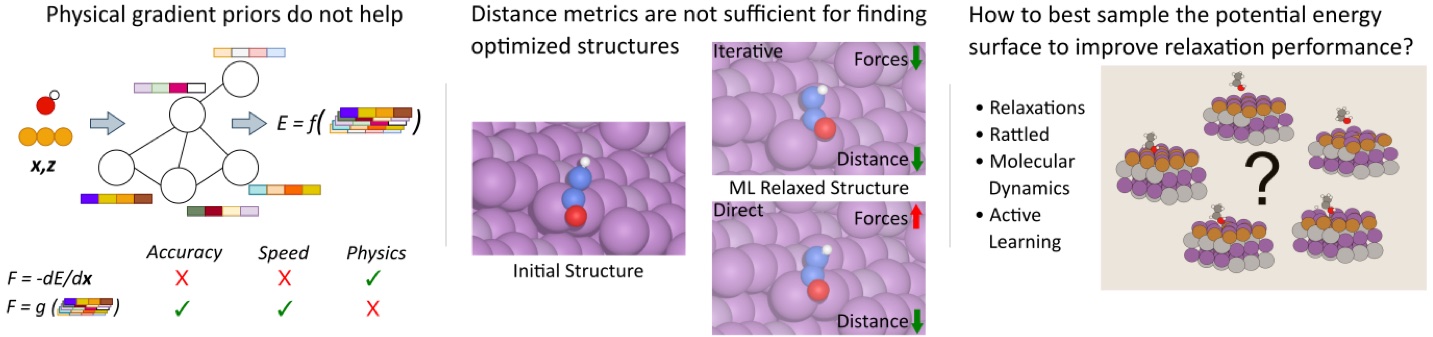 Physical gradient priors do not help
x,z
E = f( )
Accuracy Speed Physics
F = -dE/dx X X ✓
F = g ( ) ✓ ✓ X
Distance metrics are not sufficient for finding
optimized structures
Initial Structure
Iterative
Forces
Distance
ML Relaxed Structure
Direct
Forces
Distance
How to best sample the potential energy
surface to improve relaxation performance?
• Relaxations
• Rattled
• Molecular
Dynamics
• Active
Learning
?